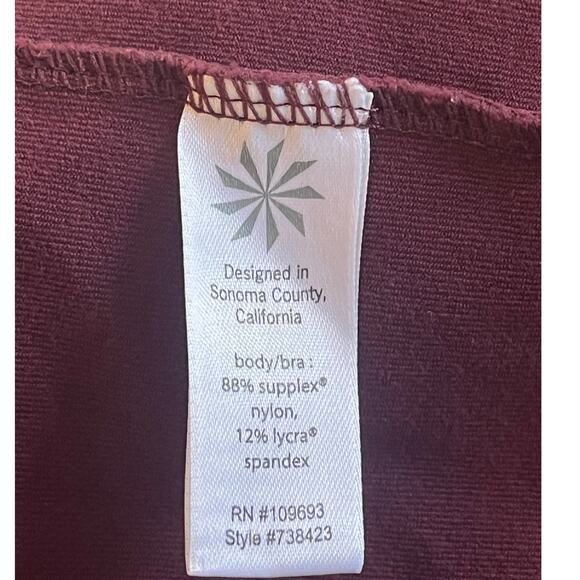 Designed in
Sonoma County,
California
body/bra :
88% supplex®
nylon,
12% lycra®
spandex
RN #109693
Style #738423